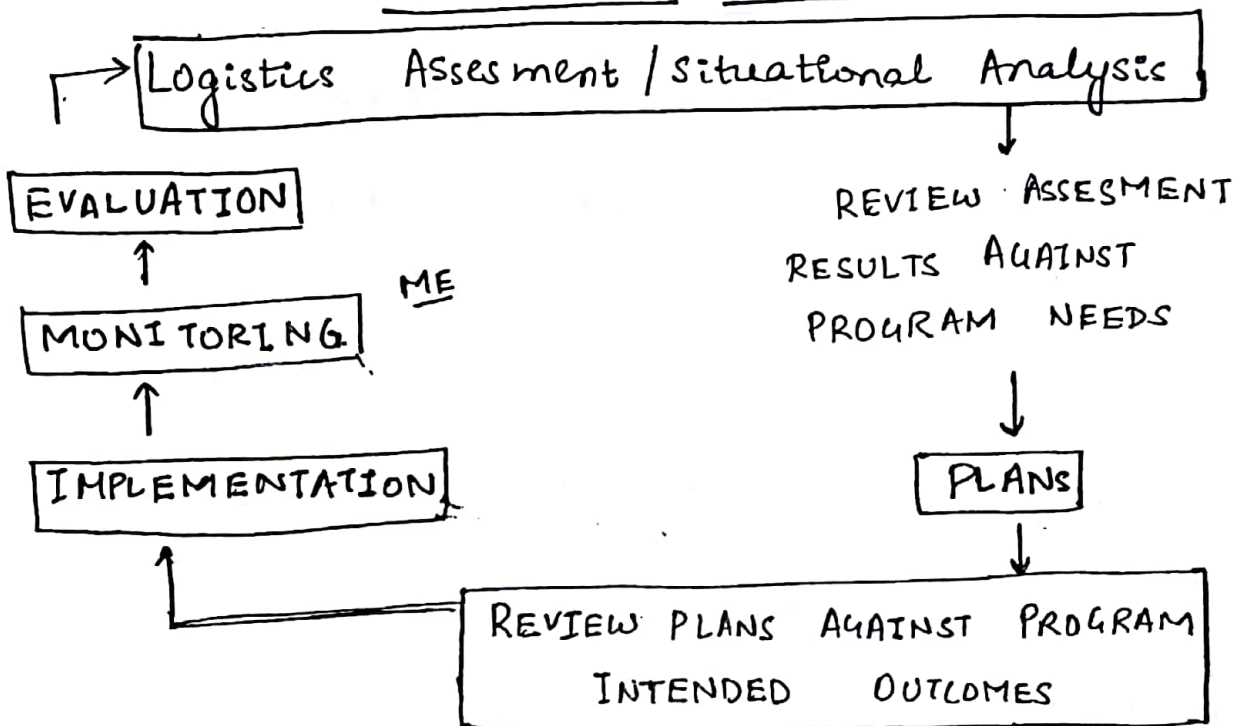 Logistics Assesment / Situational Analysis
REVIEW ASSESMENT
RESULTS AGAINST
PROGRAM NEEDS
PLANS
REVIEW PLANS AGAINST PROGRAM
INTENDED OUTCOMES
IMPLEMENTATION
MONITORING
ME
EVALUATION